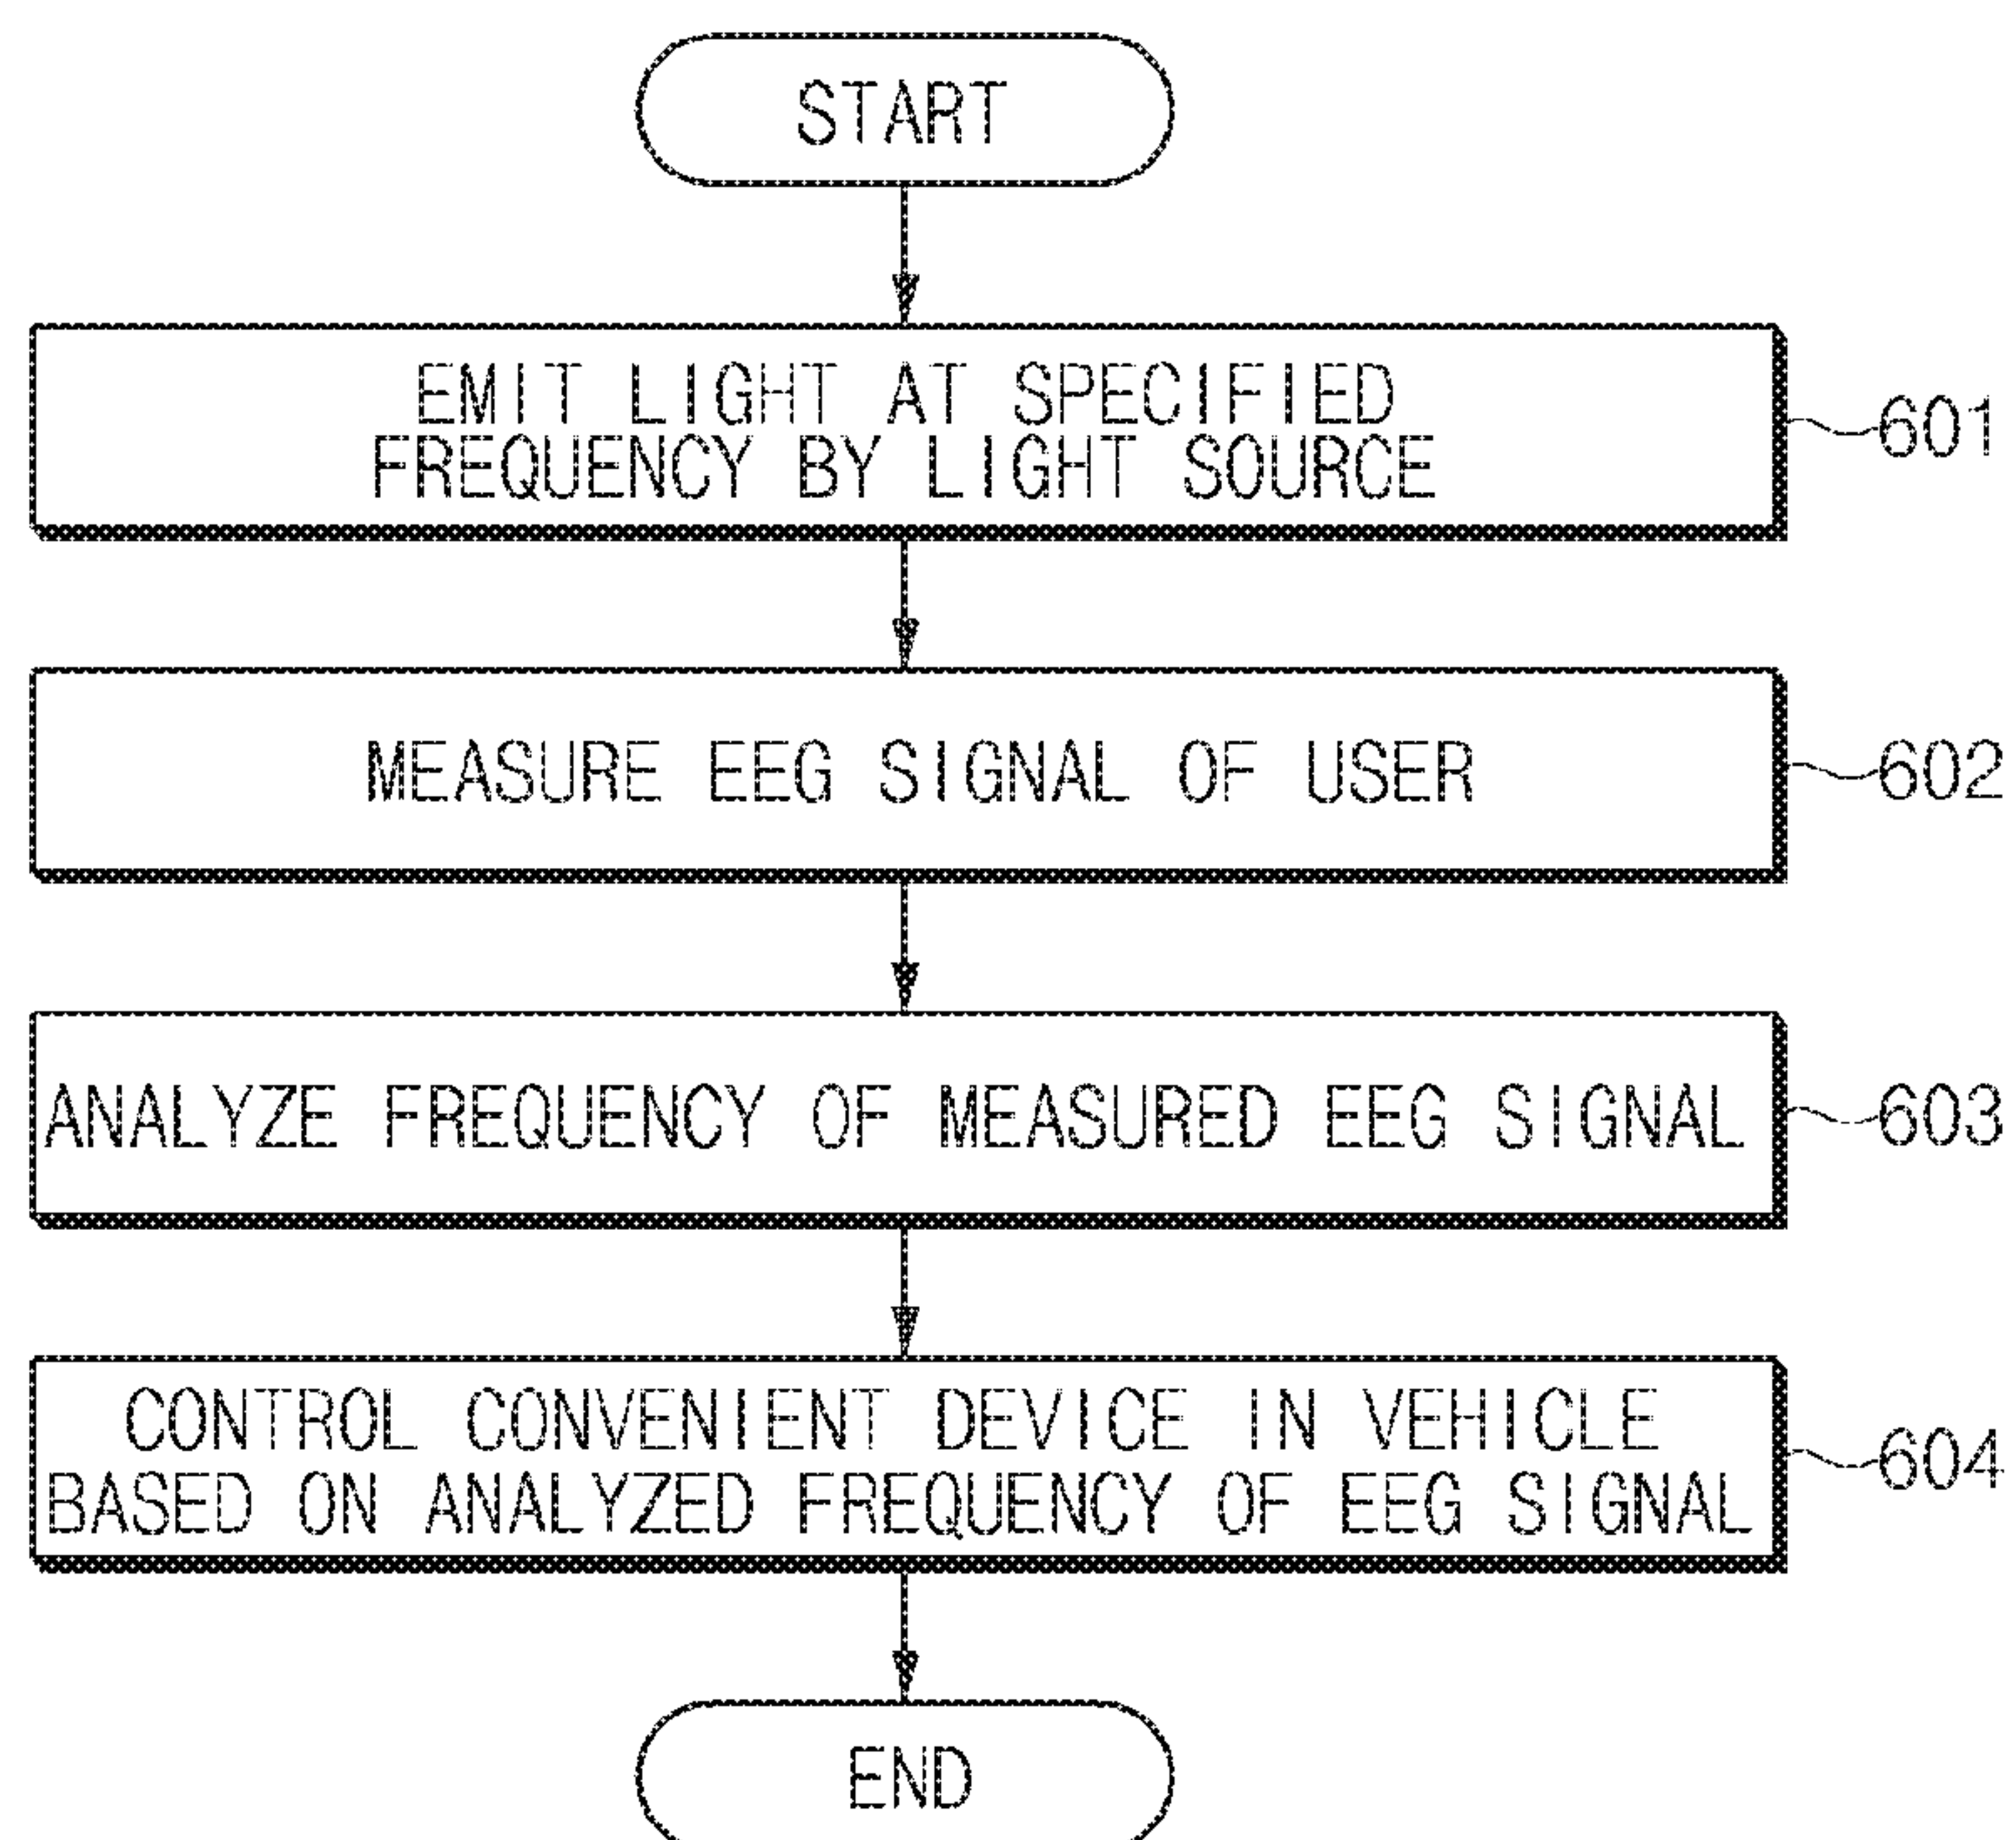 START
EMIT LIGHT AT SPECIFIED
FREQUENCY BY LIGHT SOURCE
601
MEASURE EEG SIGNAL OF USER
602
ANALYZE FREQUENCY OF MEASURED EEG SIGNAL
603
CONTROL CONVENIENT DEVICE IN VEHICLE
BASED ON ANALYZED FREQUENCY OF EEG SIGNAL
604
END